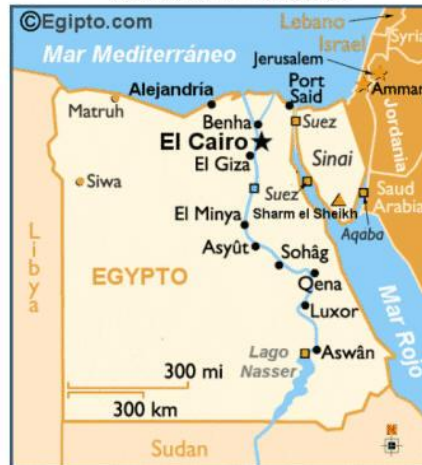 ©Egipto.com
Lebano
Mar Mediterráneo
Israel
Syria
Jerusalem
Alejandría
Port
Said
Amman
Matruh
Benha
Suez
El Cairo
Jordania
El Giza
Sinai
Siwa
Suez
Saud
Arabia
El Minya
Sharm el Sheikh
Aqaba
Asyût
Libya
Sohâg
EGYPTO
Qena
Luxor
Mar Rojo
300 mi
Lago
Nasser
Aswân
300 km
N
Sudan